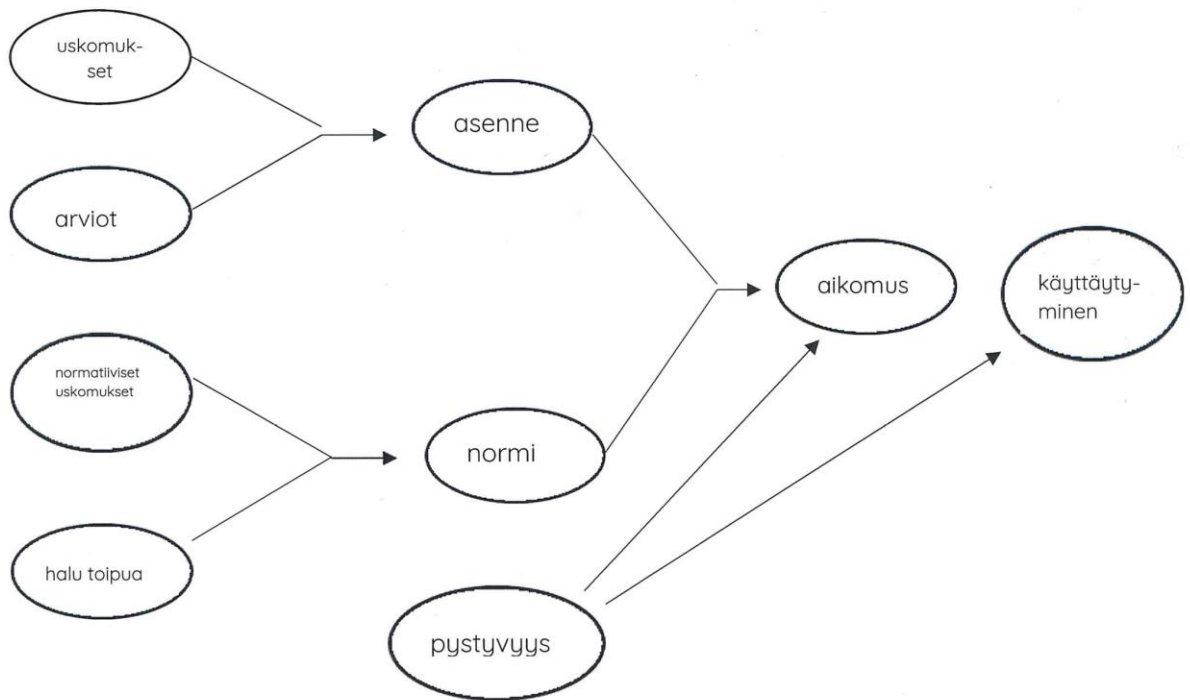 uskomuk-
set
asenne
arviot
aikomus
käyttäyty-
minen
normatiiviset
uskomukset
normi
halu toipua
pystyvyys